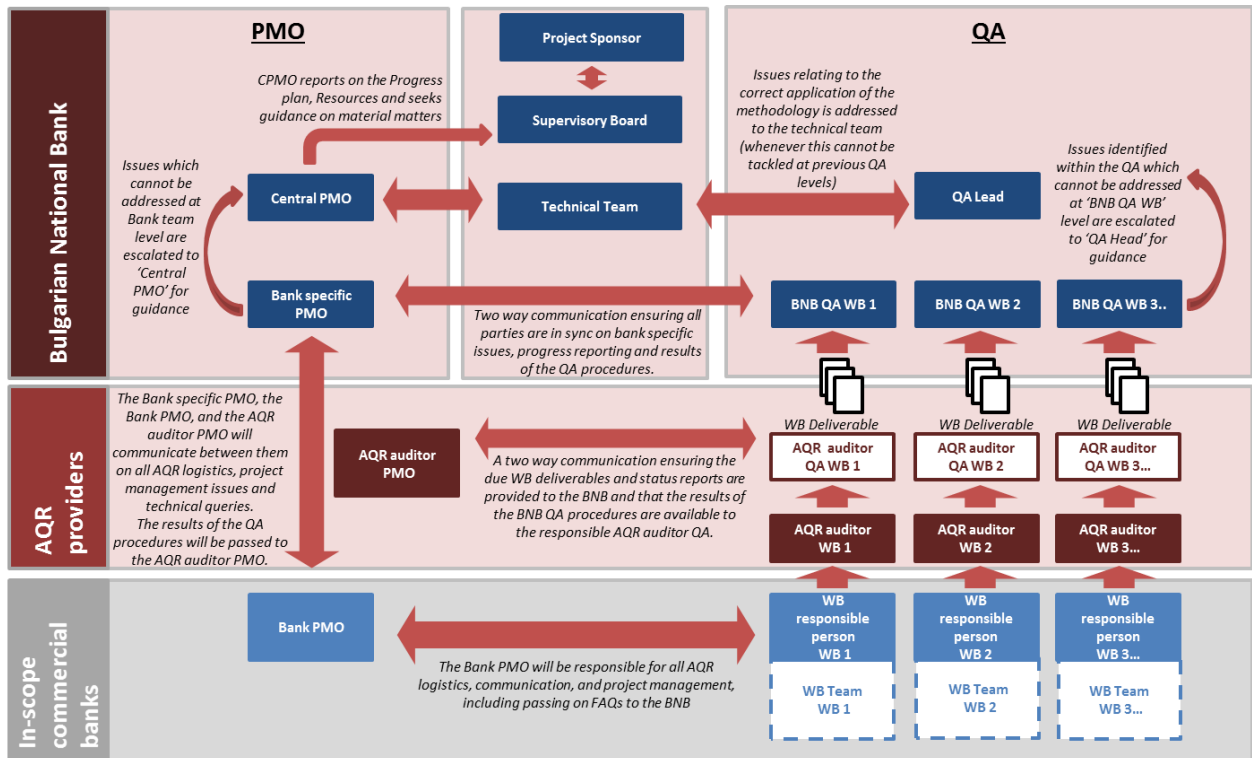 Bulgarian National Bank
PMO
CPMO reports on the Progress
plan, Resources and seeks
guidance on material matters
Issues which
cannot be
addressed at
Bank team
level are
escalated to
‘Central
PMO’ for
guidance
Central PMO
Bank specific
PMO
Project Sponsor
Supervisory Board
Technical Team
Two way communication ensuring all
parties are in sync on bank specific
issues, progress reporting and results
of the QA procedures.
QA
Issues relating to the
correct application of the
methodology is addressed
to the technical team
(whenever this cannot be
tackled at previous QA
levels)
QA Lead
Issues identified
within the QA which
cannot be addressed
at ‘BNB QA WB’
level are escalated
to ‘QA Head’ for
guidance
BNB QA WB 1
BNB QA WB 2
BNB QA WB 3..
AQR
providers
The Bank specific PMO, the
Bank PMO, and the AQR
auditor PMO will
communicate between them
on all AQR logistics, project
management issues and
technical queries.
The results of the QA
procedures will be passed to
the AQR auditor PMO.
AQR auditor
PMO
A two way communication ensuring the
due WB deliverables and status reports are
provided to the BNB and that the results of
the BNB QA procedures are available to
the responsible AQR auditor QA.
WB Deliverable
WB Deliverable
WB Deliverable
AQR auditor
QA WB 1
AQR auditor
QA WB 2
AQR auditor
QA WB 3...
AQR auditor
WB 1
AQR auditor
WB 2
AQR auditor
WB 3...
In-scope
commercial
banks
Bank PMO
The Bank PMO will be responsible for all AQR
logistics, communication, and project management,
including passing on FAQs to the BNB
WB
responsible
person
WB 1
WB
responsible
person
WB 2
WB
responsible
person
WB 3...
WB Team
WB 1
WB Team
WB 2
WB Team
WB 3...